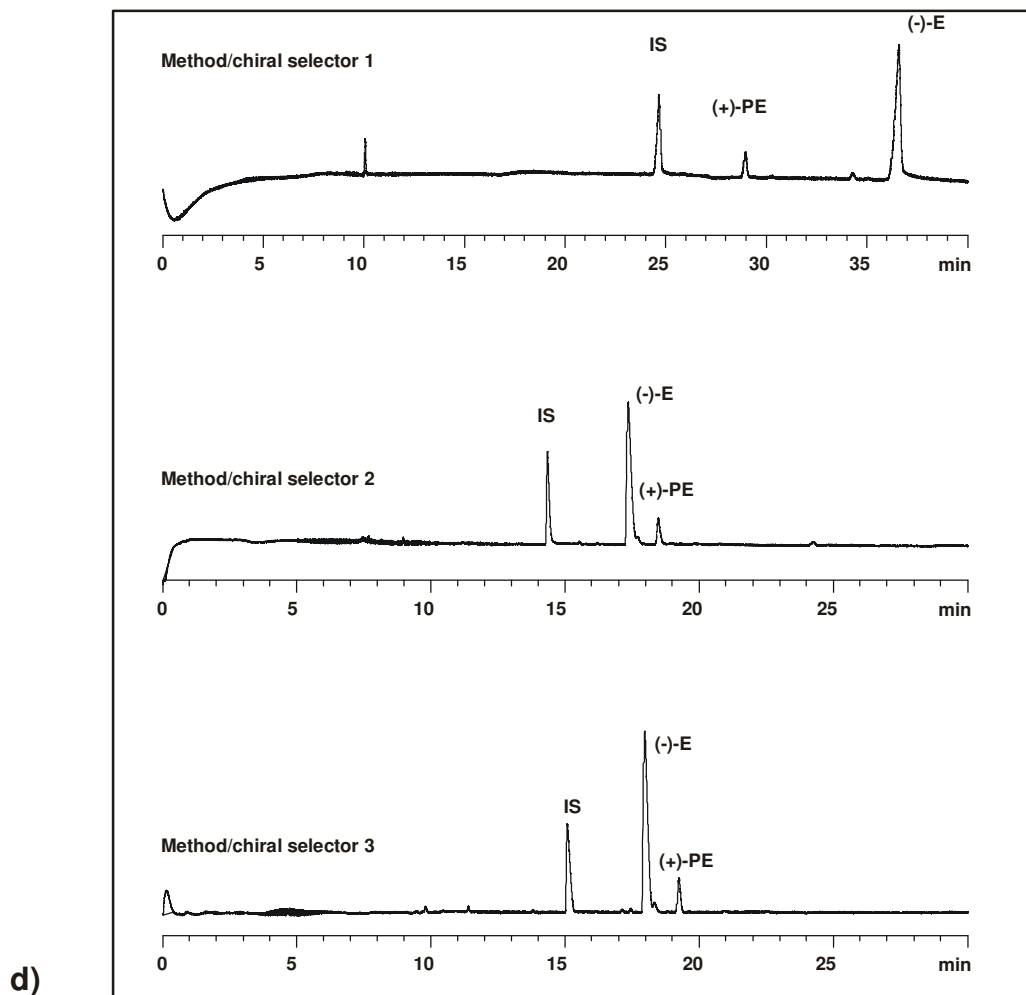 (-)-E
IS
Method/chiral selector 1
(+)-PE
0 5 10 15 20 25 30 35 min
(-)-E
IS
Method/chiral selector 2
(+)-PE
0 5 10 15 20 25 min
(-)-E
IS
Method/chiral selector 3
(+)-PE
0 5 10 15 20 25 min
d)